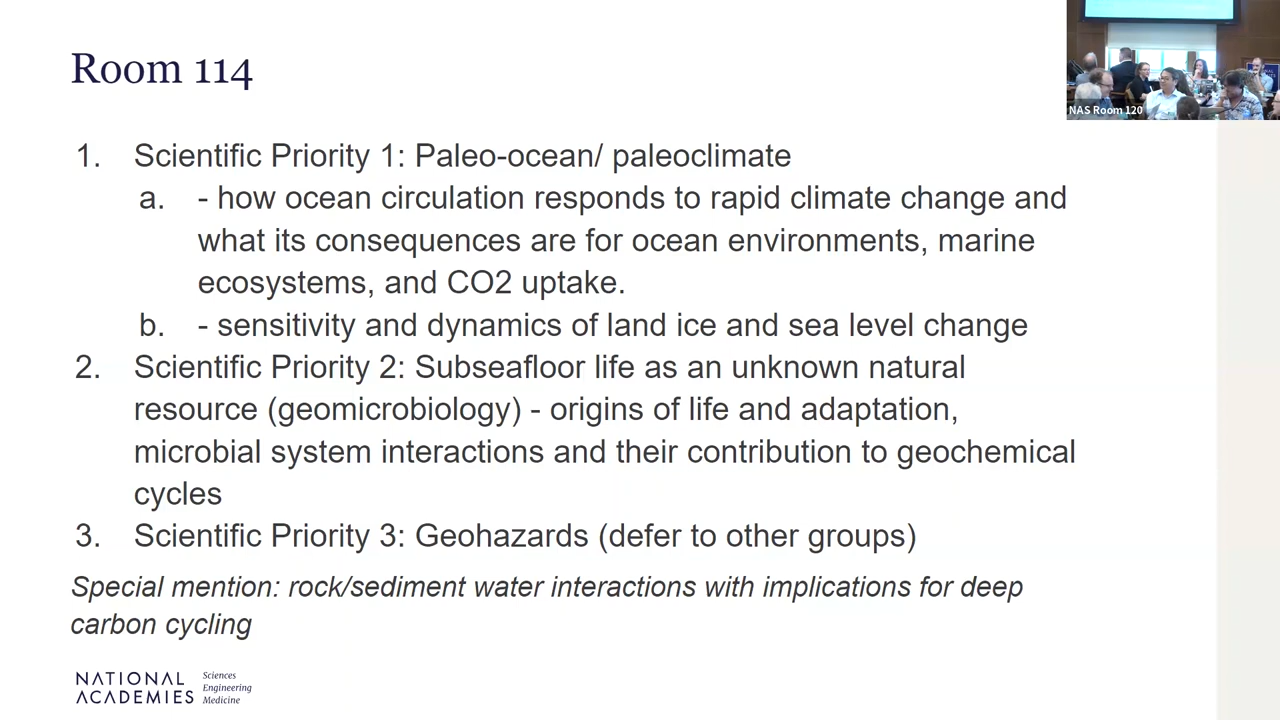 Room 114
NAS Room 120
1. Scientific Priority 1: Paleo-ocean/ paleoclimate
a. - how ocean circulation responds to rapid climate change and
what its consequences are for ocean environments, marine
ecosystems, and CO2 uptake.
b. - sensitivity and dynamics of land ice and sea level change
2. Scientific Priority 2: Subseafloor life as an unknown natural
resource (geomicrobiology) - origins of life and adaptation,
microbial system interactions and their contribution to geochemical
cycles
3. Scientific Priority 3: Geohazards (defer to other groups)
Special mention: rock/sediment water interactions with implications for deep
carbon cycling
NATIONAL
ACADEMIES
Sciences
Engineering
Medicine